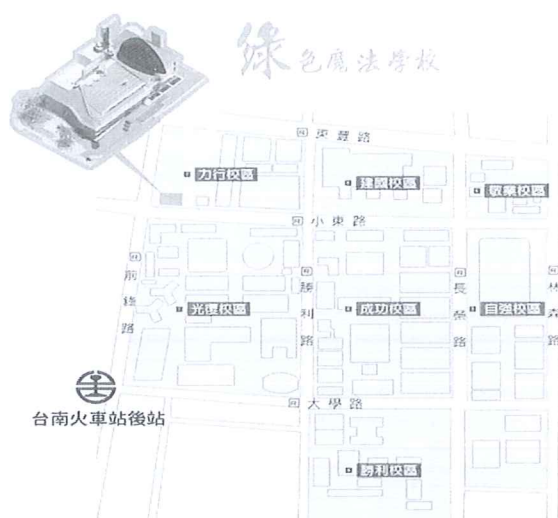 綠色魔法學校
東豐路
力行校區
建國校區
敬業校區
小東路
前鋒路
勝利路
長榮路
林森路
光復校區
成功校區
自強校區
台南火車站後站
大學路
勝利校區